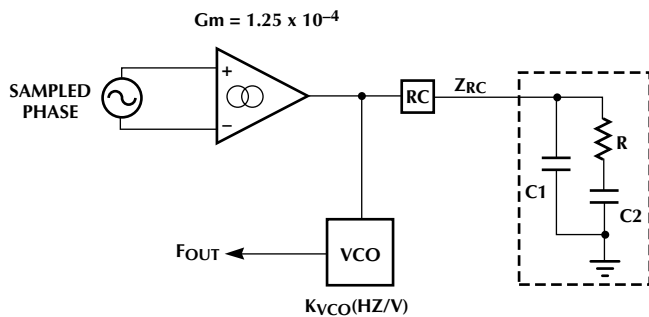 Gm = 1.25 x 10⁻⁴
SAMPLED
PHASE
+
−
RC
ZRC
R
C1
C2
FOUT
VCO
KVCO(HZ/V)